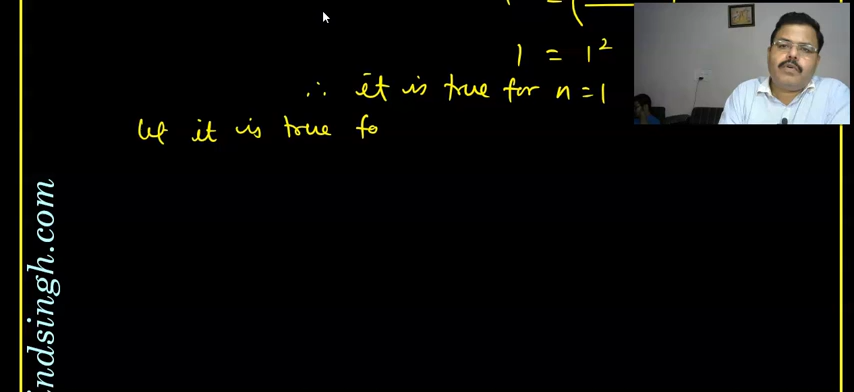 1 = 1²
∴ it is true for n = 1
Let it is true fo
ndsingh.com